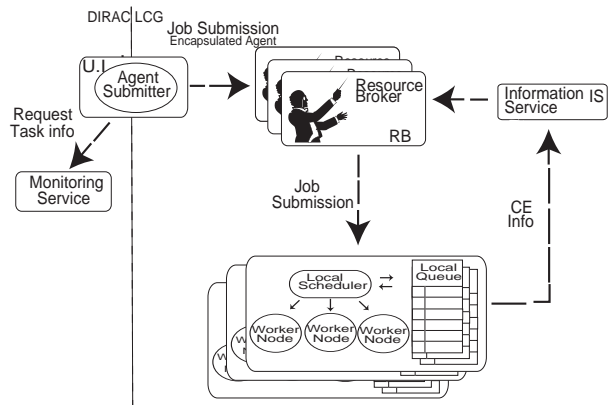 DIRAC LCG
Job Submission
Encapsulated Agent
U.I.
Agent
Submitter
Resource
Resource
Broker
RB
Information IS
Service
Request
Task info
Monitoring
Service
Job
Submission
CE
Info
Local
Scheduler
Local
Queue
Worker
Node
Worker
Node
Worker
Node